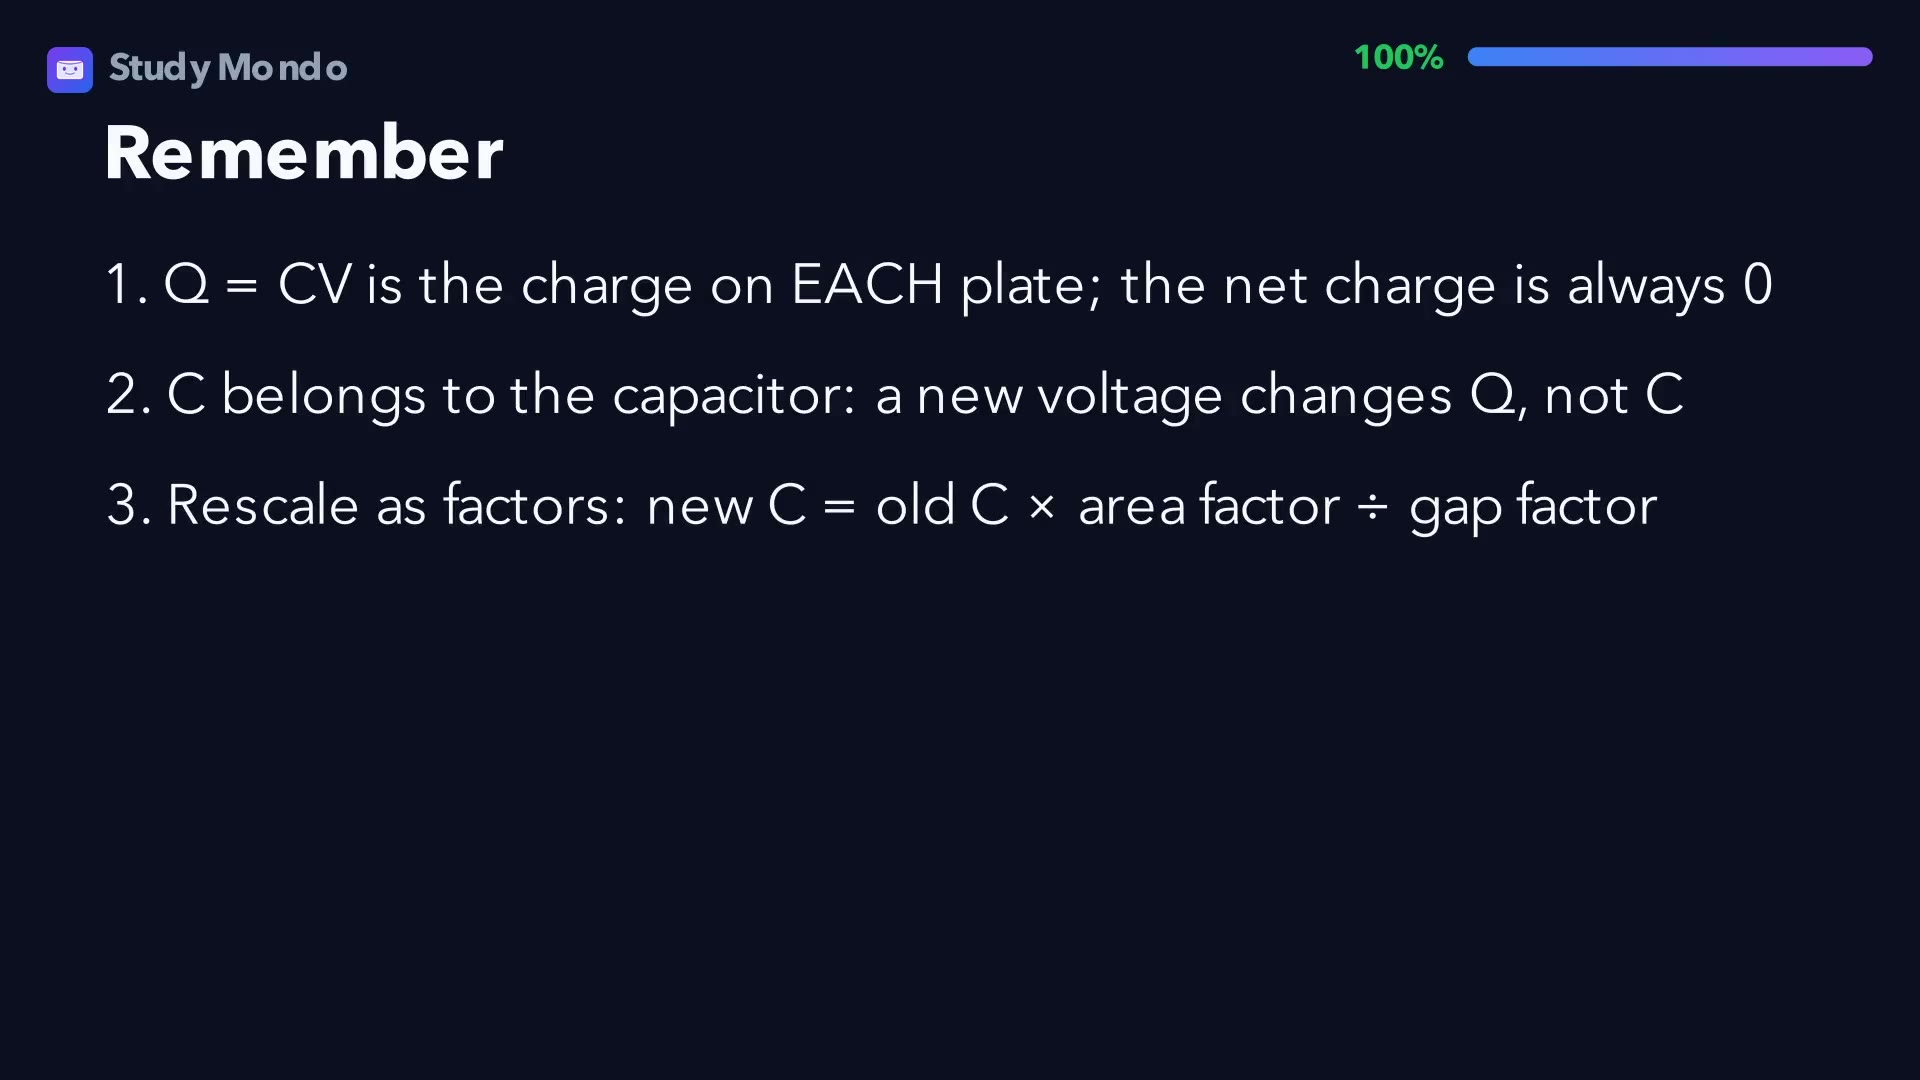 Study Mondo
100%
Remember
1. Q = CV is the charge on EACH plate; the net charge is always 0
2. C belongs to the capacitor: a new voltage changes Q, not C
3. Rescale as factors: new C = old C × area factor ÷ gap factor